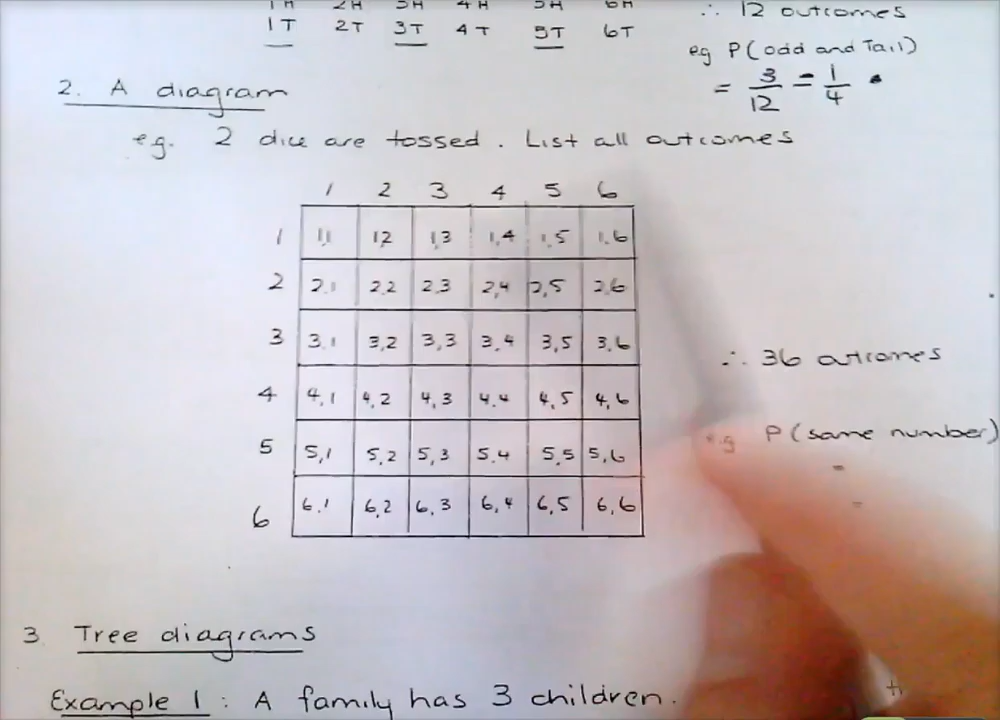 1H 2H 3H 4H 5H 6H
∴ 12 outcomes
1T 2T 3T 4T 5T 6T
eg P(odd and Tail)
= 3/12 = 1/4
2. A diagram
eg. 2 dice are tossed. List all outcomes
1 2 3 4 5 6
1 1,1 1,2 1,3 1,4 1,5 1,6
2 2,1 2,2 2,3 2,4 2,5 2,6
3 3,1 3,2 3,3 3,4 3,5 3,6
∴ 36 outcomes
4 4,1 4,2 4,3 4,4 4,5 4,6
e.g P(same number)
5 5,1 5,2 5,3 5,4 5,5 5,6
=
=
6 6,1 6,2 6,3 6,4 6,5 6,6
3 Tree diagrams
Example 1 : A family has 3 children.